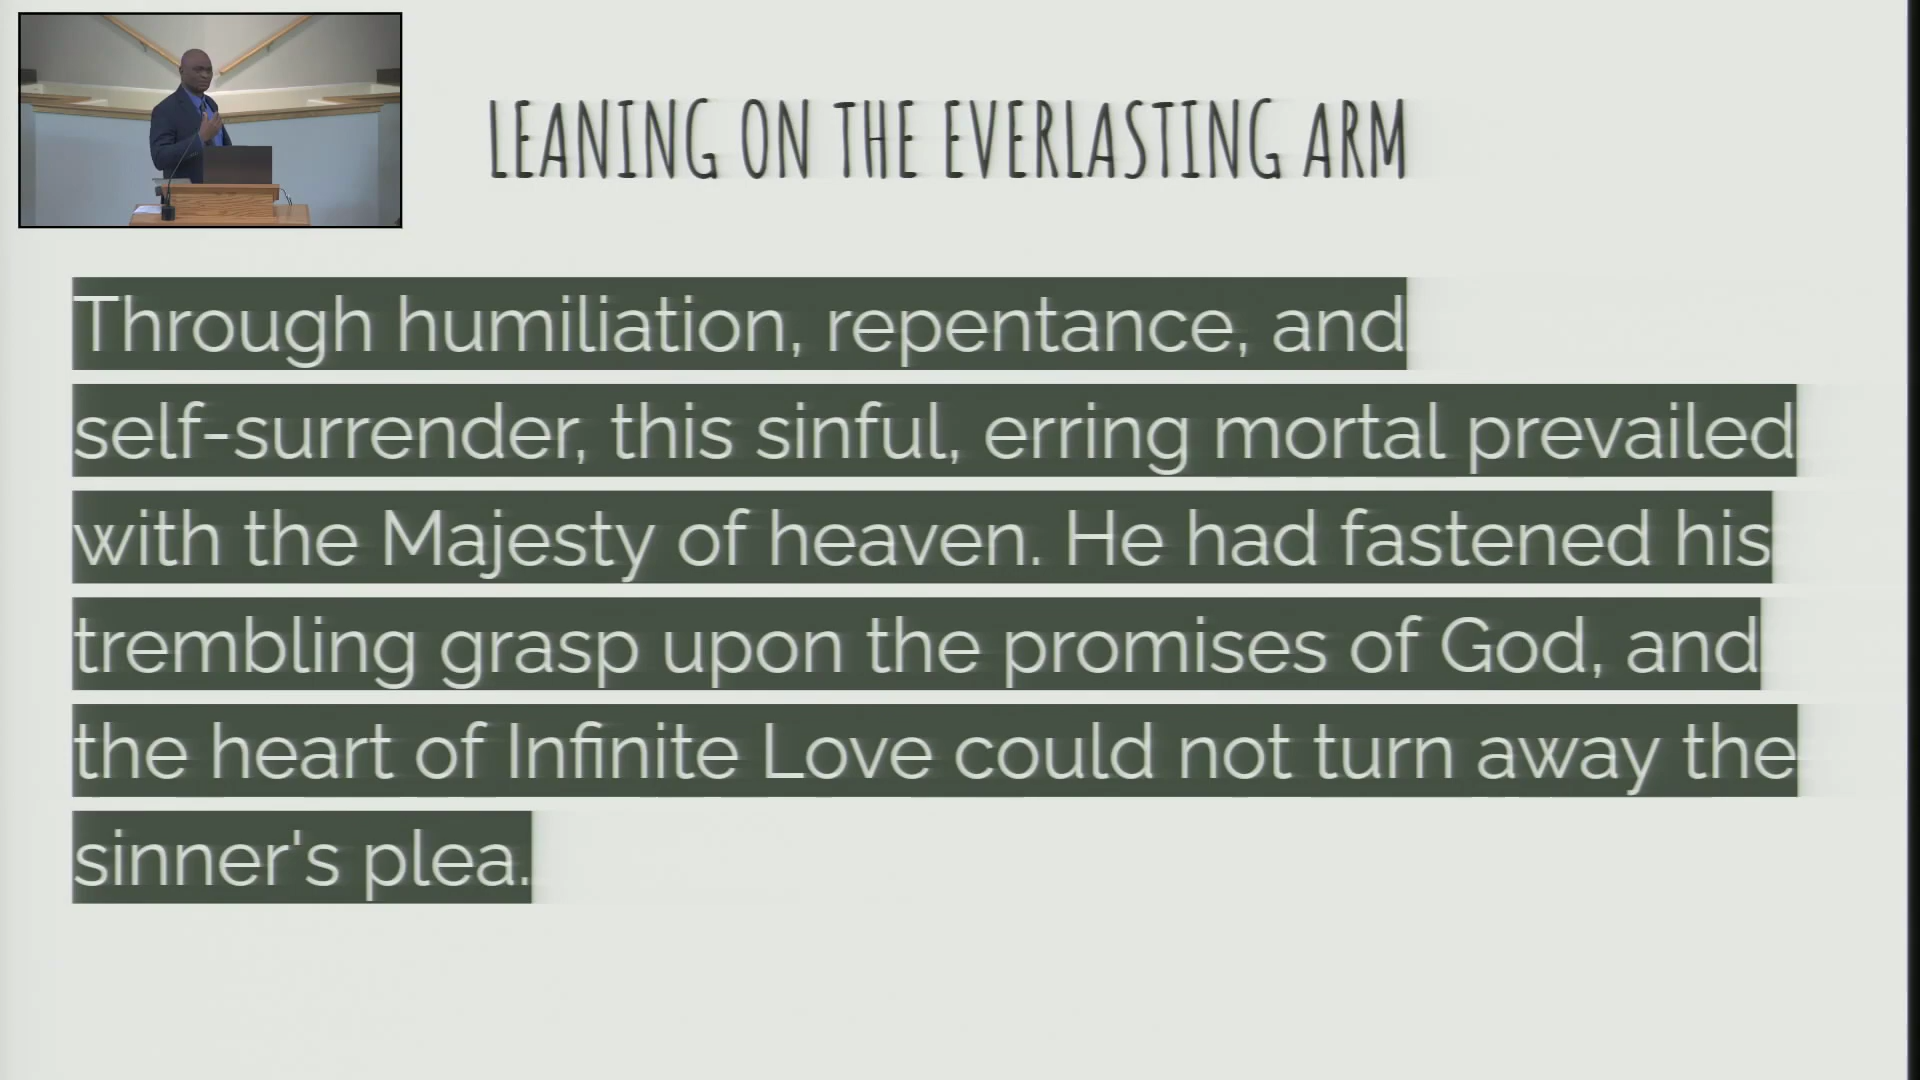 LEANING ON THE EVERLASTING ARM
Through humiliation, repentance, and
self-surrender, this sinful, erring mortal prevailed
with the Majesty of heaven. He had fastened his
trembling grasp upon the promises of God, and
the heart of Infinite Love could not turn away the
sinner's plea.